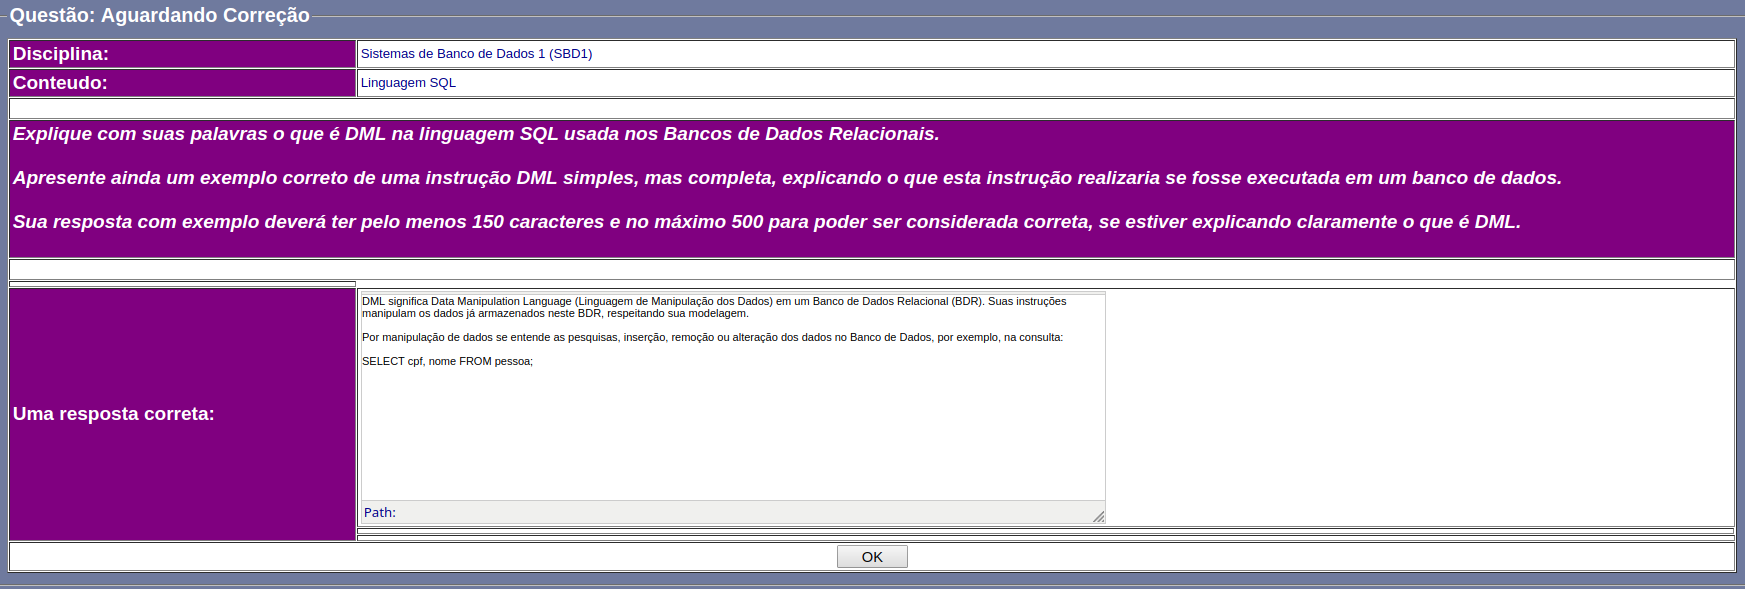 Questão: Aguardando Correção
Disciplina:
Sistemas de Banco de Dados 1 (SBD1)
Conteudo:
Linguagem SQL
Explique com suas palavras o que é DML na linguagem SQL usada nos Bancos de Dados Relacionais.
Apresente ainda um exemplo correto de uma instrução DML simples, mas completa, explicando o que esta instrução realizaria se fosse executada em um banco de dados.
Sua resposta com exemplo deverá ter pelo menos 150 caracteres e no máximo 500 para poder ser considerada correta, se estiver explicando claramente o que é DML.
Uma resposta correta:
DML significa Data Manipulation Language (Linguagem de Manipulação dos Dados) em um Banco de Dados Relacional (BDR). Suas instruções
manipulam os dados já armazenados neste BDR, respeitando sua modelagem.
Por manipulação de dados se entende as pesquisas, inserção, remoção ou alteração dos dados no Banco de Dados, por exemplo, na consulta:
SELECT cpf, nome FROM pessoa;
Path:
OK